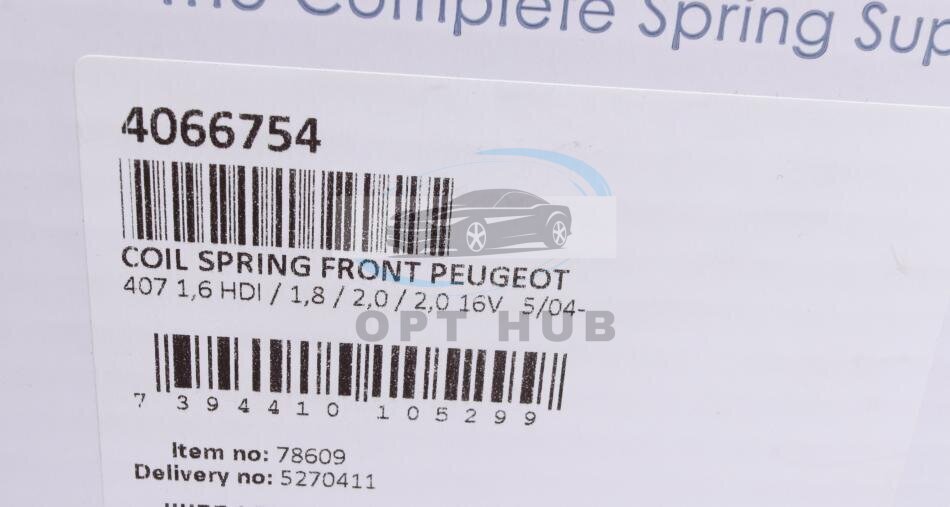 The Complete Spring Sup
4066754
COIL SPRING FRONT PEUGEOT
407 1,6 HDI / 1,8 / 2,0 / 2,0 16V 5/04-
OPT HUB
7 394410 105299
Item no: 78609
Delivery no: 5270411